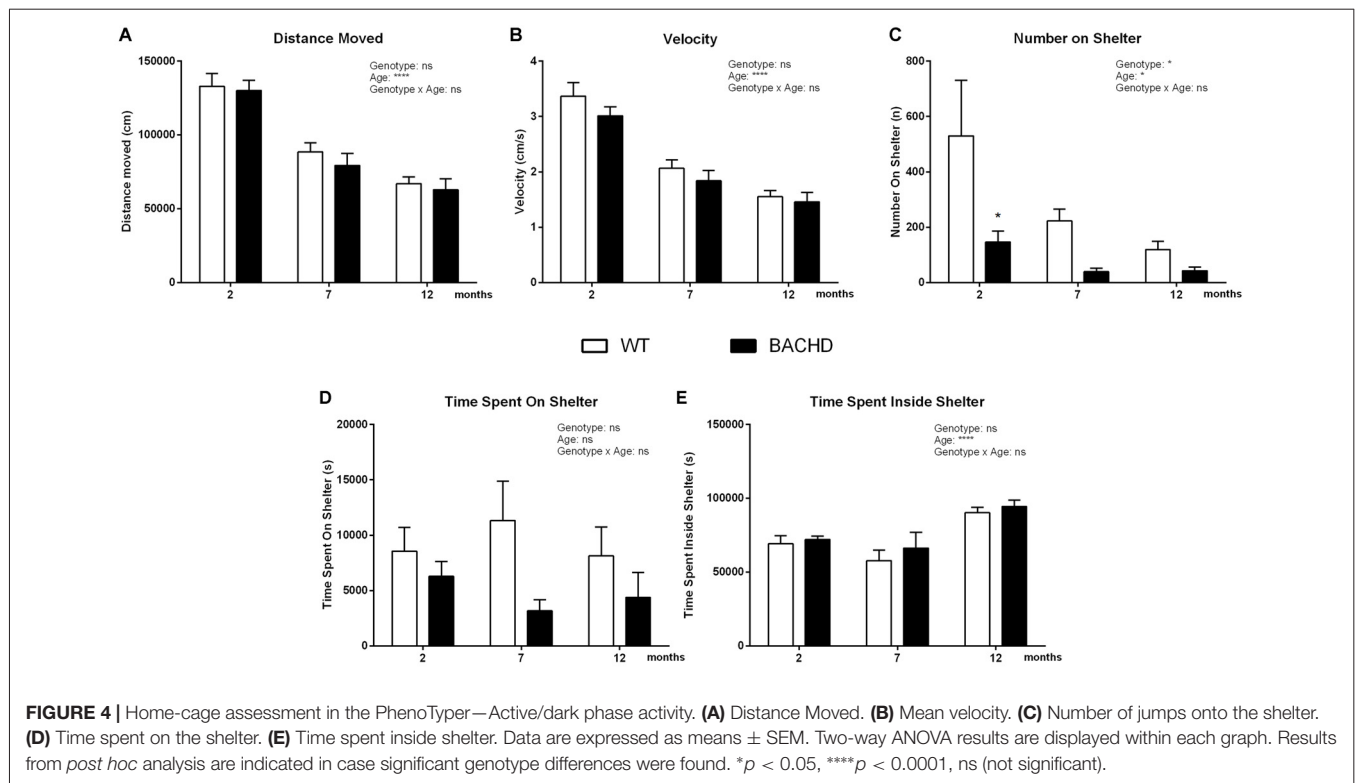 A
Distance Moved
Genotype: ns
Age: ****
Genotype x Age: ns
Distance moved (cm)
150000
100000
50000
0
2
7
12
months
B
Velocity
Genotype: ns
Age: ****
Genotype x Age: ns
Velocity (cm/s)
4
3
2
1
0
2
7
12
months
C
Number on Shelter
Genotype: *
Age: *
Genotype x Age: ns
Number On Shelter (n)
800
600
400
200
0
*
2
7
12
months
WT
BACHD
D
Time Spent On Shelter
Genotype: ns
Age: ns
Genotype x Age: ns
Time Spent On Shelter (s)
20000
15000
10000
5000
0
2
7
12
months
E
Time Spent Inside Shelter
Genotype: ns
Age: ****
Genotype x Age: ns
Time Spent Inside Shelter (s)
150000
100000
50000
0
2
7
12
months
FIGURE 4 | Home-cage assessment in the PhenoTyper—Active/dark phase activity. (A) Distance Moved. (B) Mean velocity. (C) Number of jumps onto the shelter.
(D) Time spent on the shelter. (E) Time spent inside shelter. Data are expressed as means ± SEM. Two-way ANOVA results are displayed within each graph. Results
from post hoc analysis are indicated in case significant genotype differences were found. *p < 0.05, ****p < 0.0001, ns (not significant).